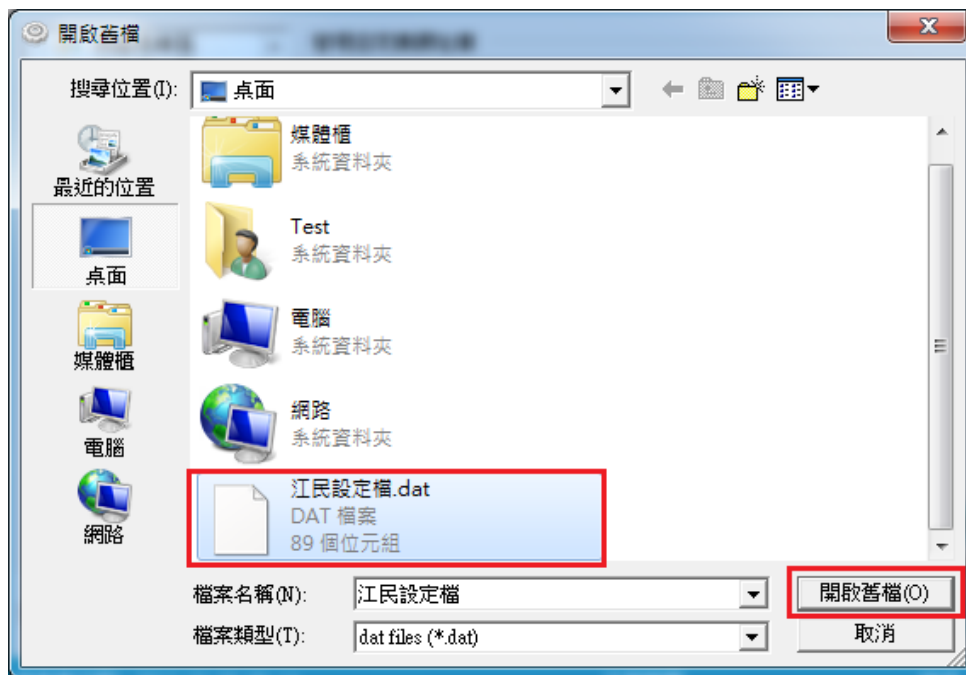 開啟舊檔
搜尋位置(I):
桌面
最近的位置
桌面
媒體櫃
電腦
網路
媒體櫃
系統資料夾
Test
系統資料夾
電腦
系統資料夾
網路
系統資料夾
江民設定檔.dat
DAT 檔案
89 個位元組
檔案名稱(N):
江民設定檔
開啟舊檔(O)
檔案類型(T):
dat files (*.dat)
取消